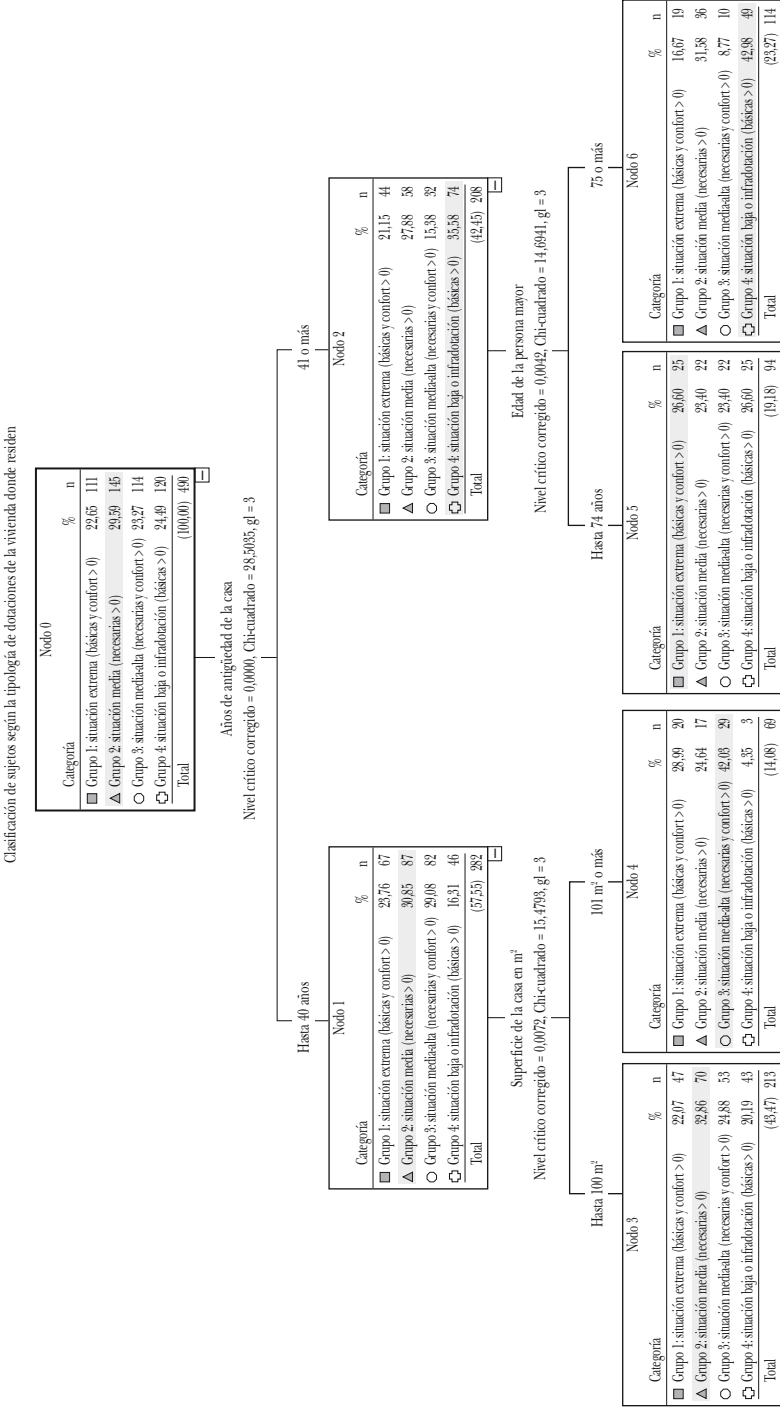 Clasificación de sujetos según la tipología de dotaciones de la vivienda donde residen
Nodo 0
Categoría % n
Grupo 1: situación extrema (básicas y confort > 0) 22,65 111
Grupo 2: situación media (necesarias > 0) 29,59 145
Grupo 3: situación media-alta (necesarias y confort > 0) 23,27 114
Grupo 4: situación baja o infradotación (básicas > 0) 24,49 120
Total (100,00) 490
Años de antigüedad de la casa
Nivel crítico corregido = 0,0000, Chi-cuadrado = 28,5035, gl = 3
Hasta 40 años
Nodo 1
Categoría % n
Grupo 1: situación extrema (básicas y confort > 0) 23,76 67
Grupo 2: situación media (necesarias > 0) 30,85 87
Grupo 3: situación media-alta (necesarias y confort > 0) 29,08 82
Grupo 4: situación baja o infradotación (básicas > 0) 16,31 46
Total (57,55) 282
41 o más
Nodo 2
Categoría % n
Grupo 1: situación extrema (básicas y confort > 0) 21,15 44
Grupo 2: situación media (necesarias > 0) 27,88 58
Grupo 3: situación media-alta (necesarias y confort > 0) 15,38 32
Grupo 4: situación baja o infradotación (básicas > 0) 35,58 74
Total (42,45) 208
Superficie de la casa en m²
Nivel crítico corregido = 0,0072, Chi-cuadrado = 15,4793, gl = 3
Edad de la persona mayor
Nivel crítico corregido = 0,0042, Chi-cuadrado = 14,6941, gl = 3
Hasta 100 m²
Nodo 3
Categoría % n
Grupo 1: situación extrema (básicas y confort > 0) 22,07 47
Grupo 2: situación media (necesarias > 0) 32,86 70
Grupo 3: situación media-alta (necesarias y confort > 0) 24,88 53
Grupo 4: situación baja o infradotación (básicas > 0) 20,19 43
Total (43,47) 213
101 m² o más
Nodo 4
Categoría % n
Grupo 1: situación extrema (básicas y confort > 0) 28,99 20
Grupo 2: situación media (necesarias > 0) 24,64 17
Grupo 3: situación media-alta (necesarias y confort > 0) 42,03 29
Grupo 4: situación baja o infradotación (básicas > 0) 4,35 3
Total (14,08) 69
Hasta 74 años
Nodo 5
Categoría % n
Grupo 1: situación extrema (básicas y confort > 0) 26,60 25
Grupo 2: situación media (necesarias > 0) 23,40 22
Grupo 3: situación media-alta (necesarias y confort > 0) 23,40 22
Grupo 4: situación baja o infradotación (básicas > 0) 26,60 25
Total (19,18) 94
75 o más
Nodo 6
Categoría % n
Grupo 1: situación extrema (básicas y confort > 0) 16,67 19
Grupo 2: situación media (necesarias > 0) 31,58 36
Grupo 3: situación media-alta (necesarias y confort > 0) 8,77 10
Grupo 4: situación baja o infradotación (básicas > 0) 42,98 49
Total (23,27) 114